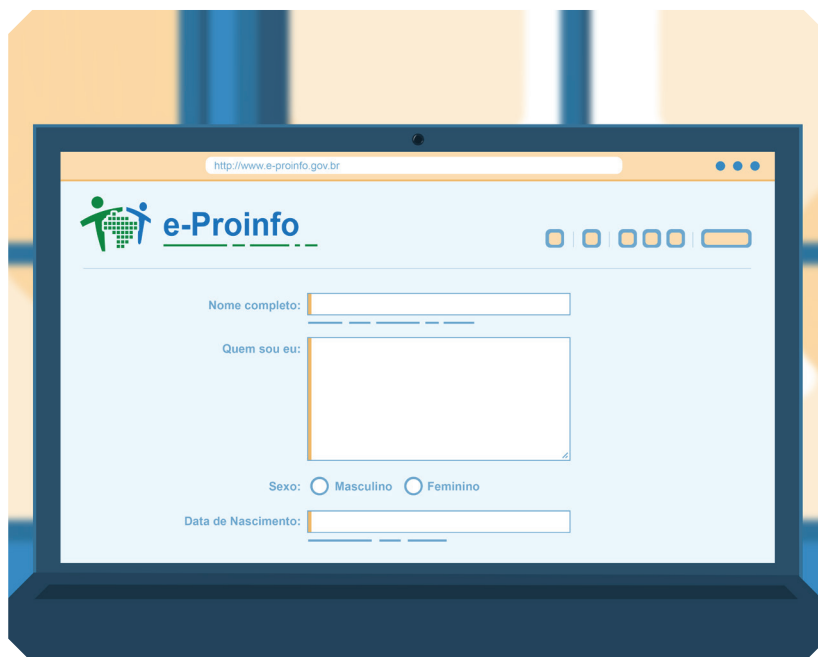 http://www.e-proinfo.gov.br
e-Proinfo
Nome completo:
Quem sou eu:
Sexo: Masculino Feminino
Data de Nascimento: